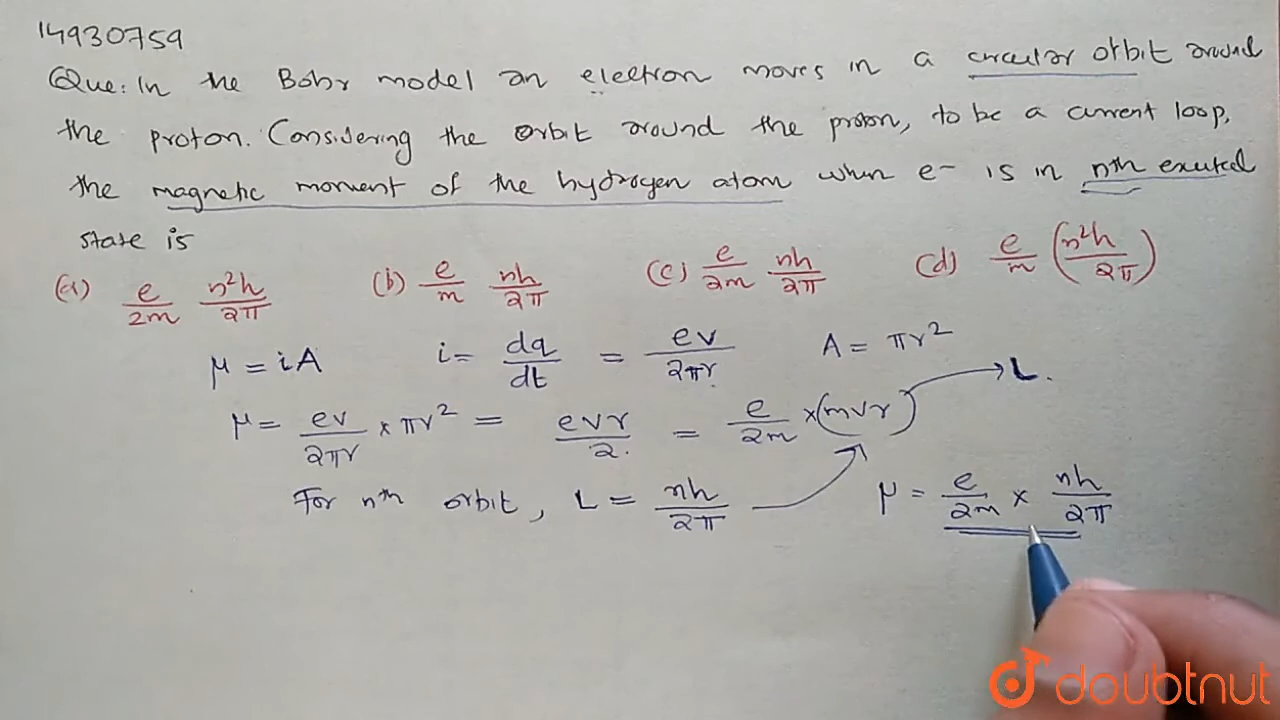 14930759
Que: In the Bohr model an electron moves in a circular orbit around
the proton. Considering the orbit around the proton, to be a current loop,
the magnetic moment of the hydrogen atom when e- is in nth excited
state is
(a) e/2m n²h/2π (b) e/m nh/2π (c) e/2m nh/2π (d) e/m (n²h/2π)
μ = iA i = dq/dt = ev/2πr A = πr²
μ = ev/2πr × πr² = evr/2 = e/2m × (mvr) → L.
For nth orbit, L = nh/2π μ = e/2m × nh/2π
doubtnut